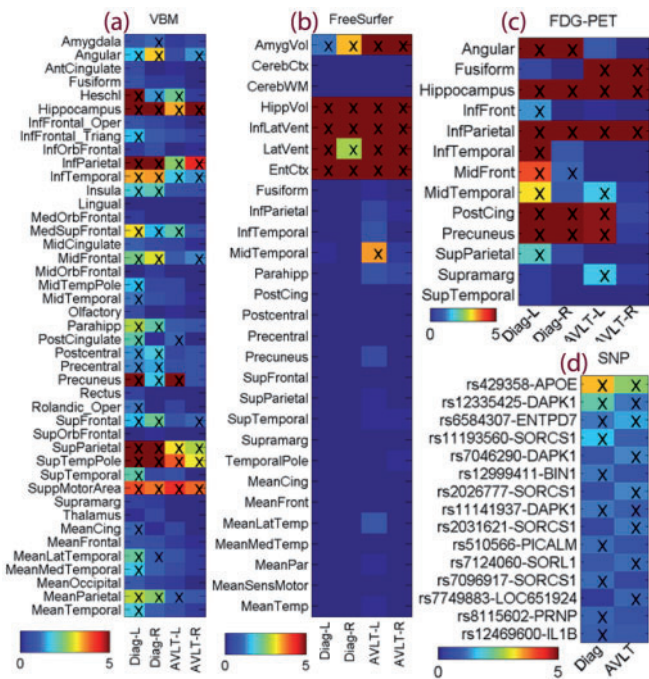 (a) VBM
Amygdala
Angular
AntCingulate
Fusiform
Heschl
Hippocampus
InfFrontal_Oper
InfFrontal_Triang
InfOrbFrontal
InfParietal
InfTemporal
Insula
Lingual
MedOrbFrontal
MedSupFrontal
MidCingulate
MidFrontal
MidOrbFrontal
MidTempPole
MidTemporal
Olfactory
Parahipp
PostCingulate
Postcentral
Precentral
Precuneus
Rectus
Rolandic_Oper
SupFrontal
SupOrbFrontal
SupParietal
SupTempPole
SupTemporal
SuppMotorArea
Supramarg
Thalamus
MeanCing
MeanFrontal
MeanLatTemporal
MeanMedTemporal
MeanOccipital
MeanParietal
MeanTemporal
Diag-L
Diag-R
AVLT-L
AVLT-R
0 5
(b) FreeSurfer
AmygVol
CerebCtx
CerebWM
HippVol
InfLatVent
LatVent
EntCtx
Fusiform
InfParietal
InfTemporal
MidTemporal
Parahipp
PostCing
Postcentral
Precentral
Precuneus
SupFrontal
SupParietal
SupTemporal
Supramarg
TemporalPole
MeanCing
MeanFront
MeanLatTemp
MeanMedTemp
MeanPar
MeanSensMotor
MeanTemp
Diag-L
Diag-R
AVLT-L
AVLT-R
0 5
(c) FDG-PET
Angular
Fusiform
Hippocampus
InfFront
InfParietal
InfTemporal
MidFront
MidTemporal
PostCing
Precuneus
SupParietal
Supramarg
SupTemporal
Diag-L
Diag-R
AVLT-L
AVLT-R
0 5
(d) SNP
rs429358-APOE
rs12335425-DAPK1
rs6584307-ENTPD7
rs11193560-SORCS1
rs7046290-DAPK1
rs12999411-BIN1
rs2026777-SORCS1
rs11141937-DAPK1
rs2031621-SORCS1
rs510566-PICALM
rs7124060-SORL1
rs7096917-SORCS1
rs7749883-LOC651924
rs8115602-PRNP
rs12469600-IL1B
Diag
AVLT
0 5